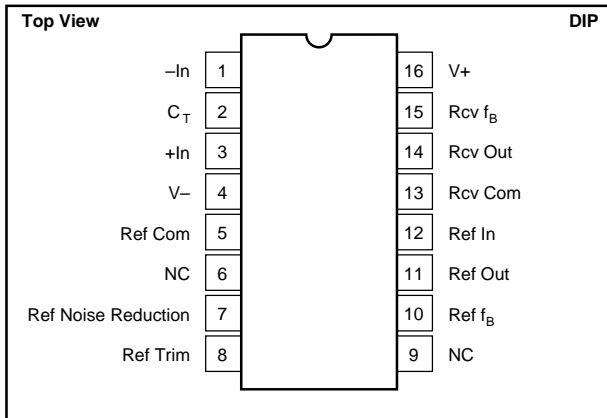 Top View DIP
–In 1 16 V+
C_T 2 15 Rcv f_B
+In 3 14 Rcv Out
V– 4 13 Rcv Com
Ref Com 5 12 Ref In
NC 6 11 Ref Out
Ref Noise Reduction 7 10 Ref f_B
Ref Trim 8 9 NC